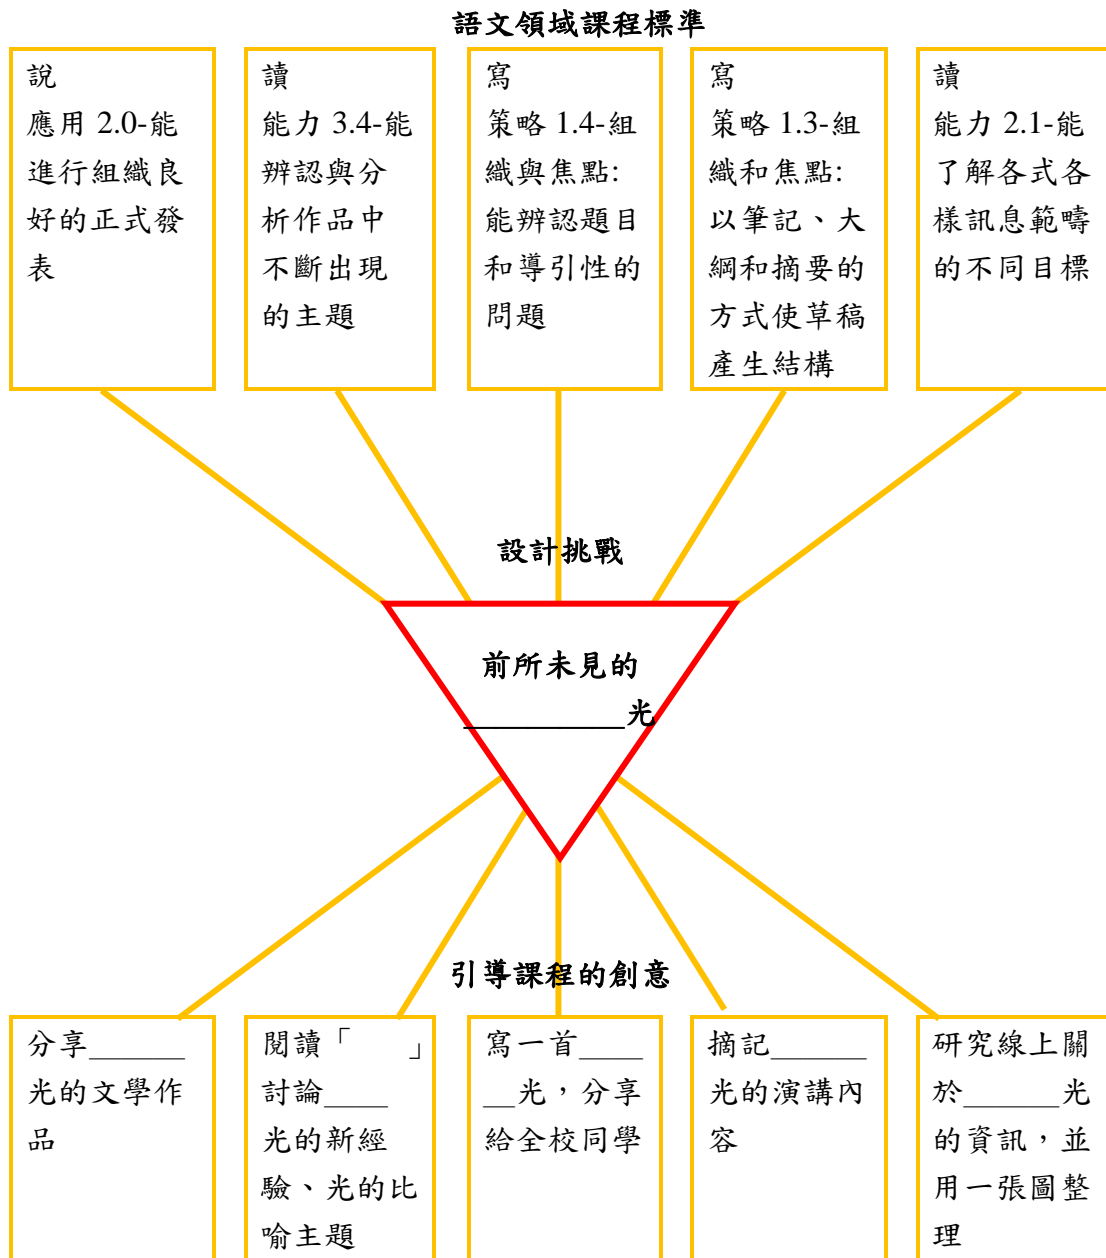 語文領域課程標準
說
應用 2.0-能
進行組織良
好的正式發
表
讀
能力 3.4-能
辨認與分
析作品中
不斷出現
的主題
寫
策略 1.4-組
織與焦點:
能辨認題目
和導引性的
問題
寫
策略 1.3-組
織和焦點:
以筆記、大
綱和摘要的
方式使草稿
產生結構
讀
能力 2.1-能
了解各式各
樣訊息範疇
的不同目標
設計挑戰
前所未見的
__________光
引導課程的創意
分享______
光的文學作
品
閱讀「　　」
討論____
光的新經
驗、光的比
喻主題
寫一首____
__光，分享
給全校同學
摘記______
光的演講內
容
研究線上關
於______光
的資訊，並
用一張圖整
理